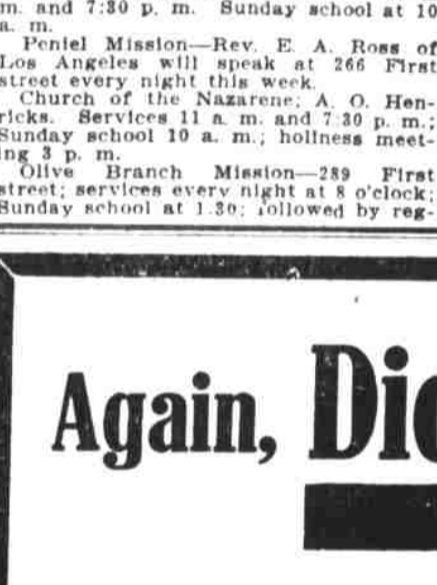 m. and 7:30 p. m. Sunday school at 10
a. m.
Peniel Mission—Rev. E. A. Ross of
Los Angeles will speak at 266 First
street every night this week.
Church of the Nazarene; A. O. Hen-
ricks. Services 11 a. m. and 7:30 p. m.;
Sunday school 10 a. m.; holiness meet-
ing 3 p. m.
Olive Branch Mission—289 First
street; services every night at 8 o'clock;
Sunday school at 1.30; followed by reg-
Again, Dic